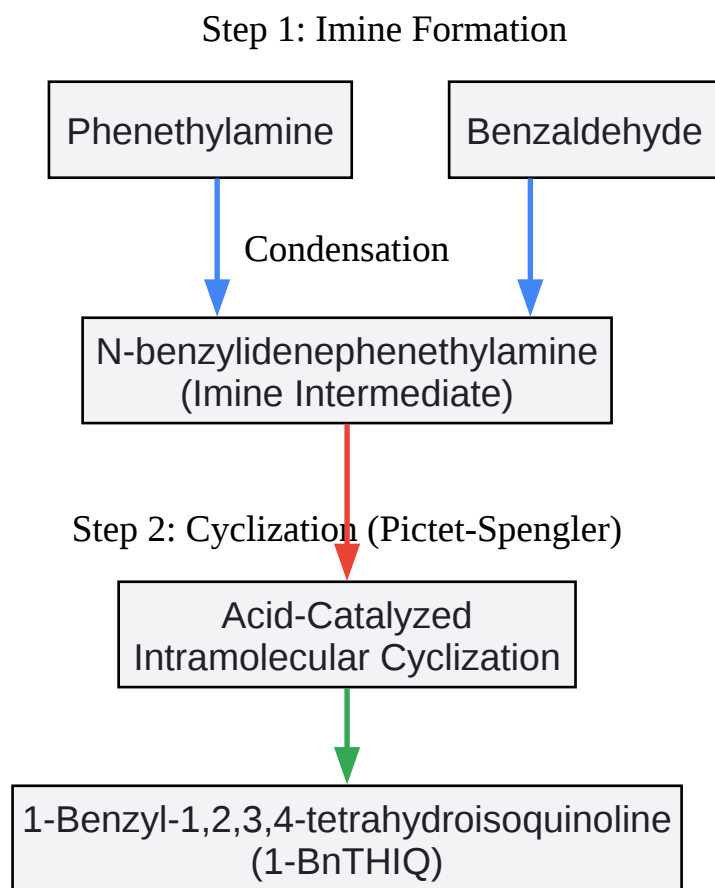 Step 1: Imine Formation
Phenethylamine
Benzaldehyde
Condensation
N-benzylidenephenethylamine
(Imine Intermediate)
Step 2: Cyclization (Pictet-Spengler)
Acid-Catalyzed
Intramolecular Cyclization
1-Benzyl-1,2,3,4-tetrahydroisoquinoline
(1-BnTHIQ)